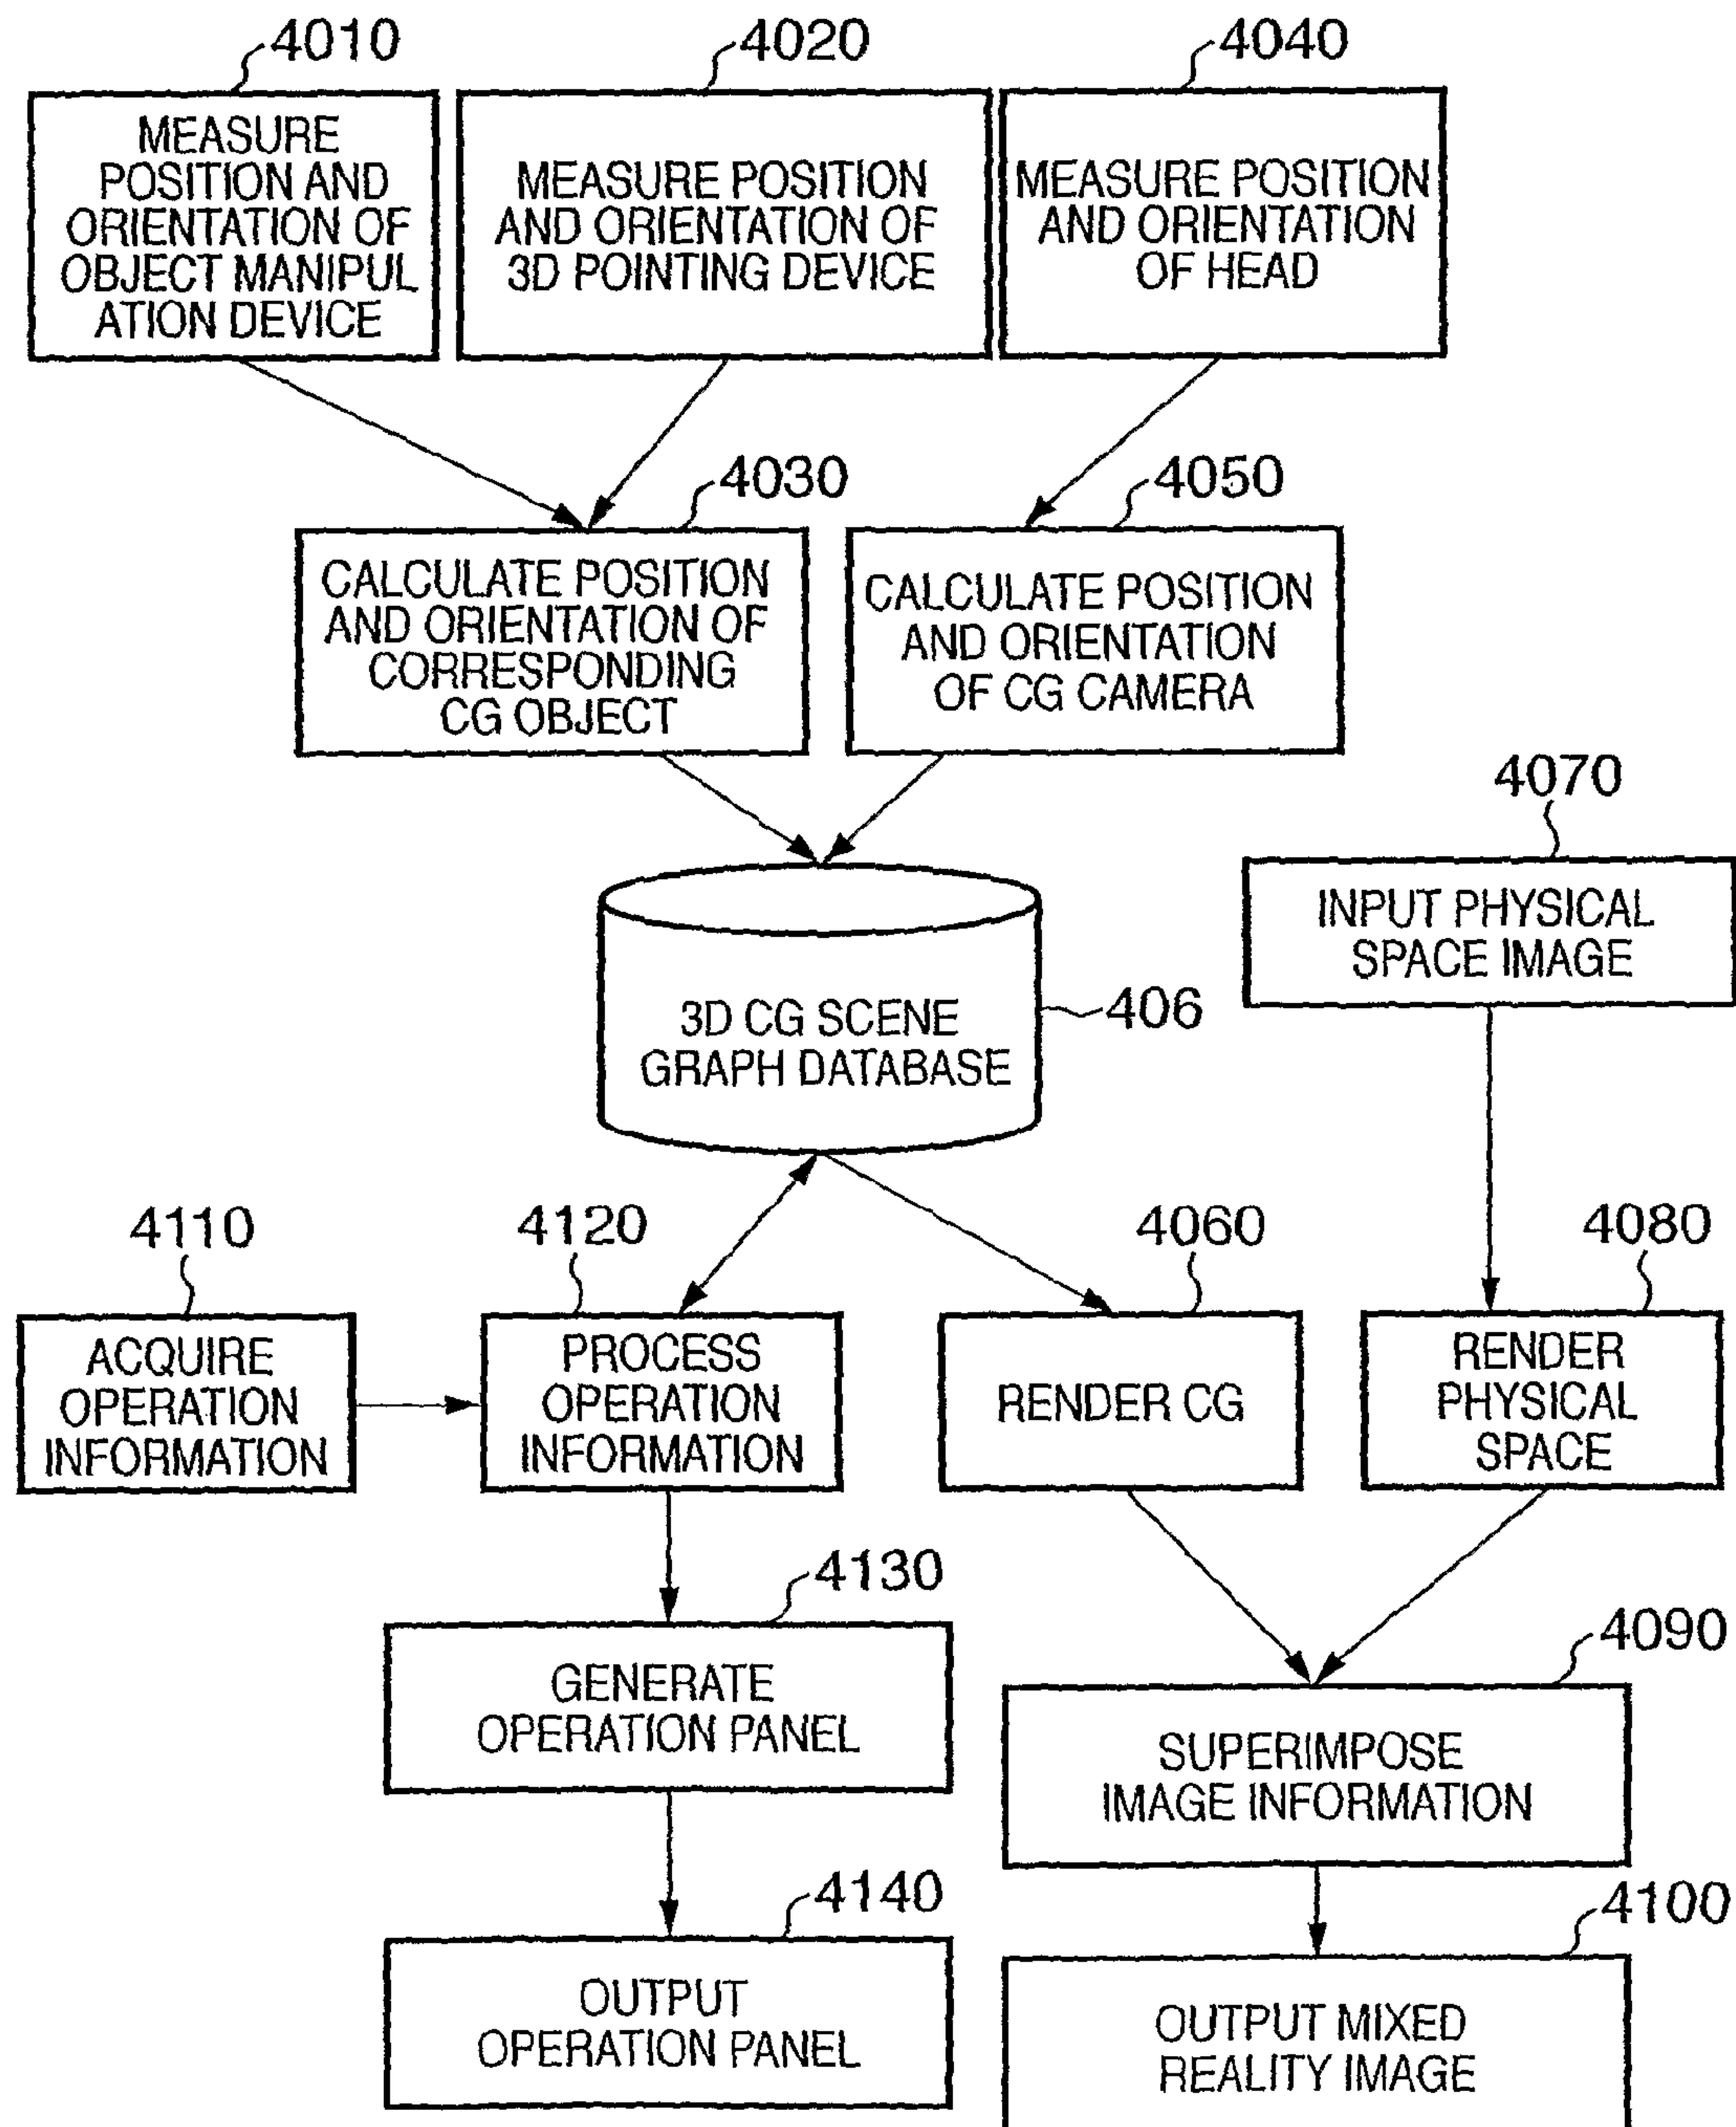 4010
4020
4040
MEASURE
POSITION AND
ORIENTATION OF
OBJECT MANIPUL
ATION DEVICE
MEASURE POSITION
AND ORIENTATION OF
3D POINTING DEVICE
MEASURE POSITION
AND ORIENTATION
OF HEAD
4030
4050
CALCULATE POSITION
AND ORIENTATION OF
CORRESPONDING
CG OBJECT
CALCULATE POSITION
AND ORIENTATION
OF CG CAMERA
4070
INPUT PHYSICAL
SPACE IMAGE
3D CG SCENE
GRAPH DATABASE
406
4110
4120
4060
4080
ACQUIRE
OPERATION
INFORMATION
PROCESS
OPERATION
INFORMATION
RENDER CG
RENDER
PHYSICAL
SPACE
4130
GENERATE
OPERATION PANEL
4090
SUPERIMPOSE
IMAGE INFORMATION
4140
OUTPUT
OPERATION PANEL
4100
OUTPUT MIXED
REALITY IMAGE